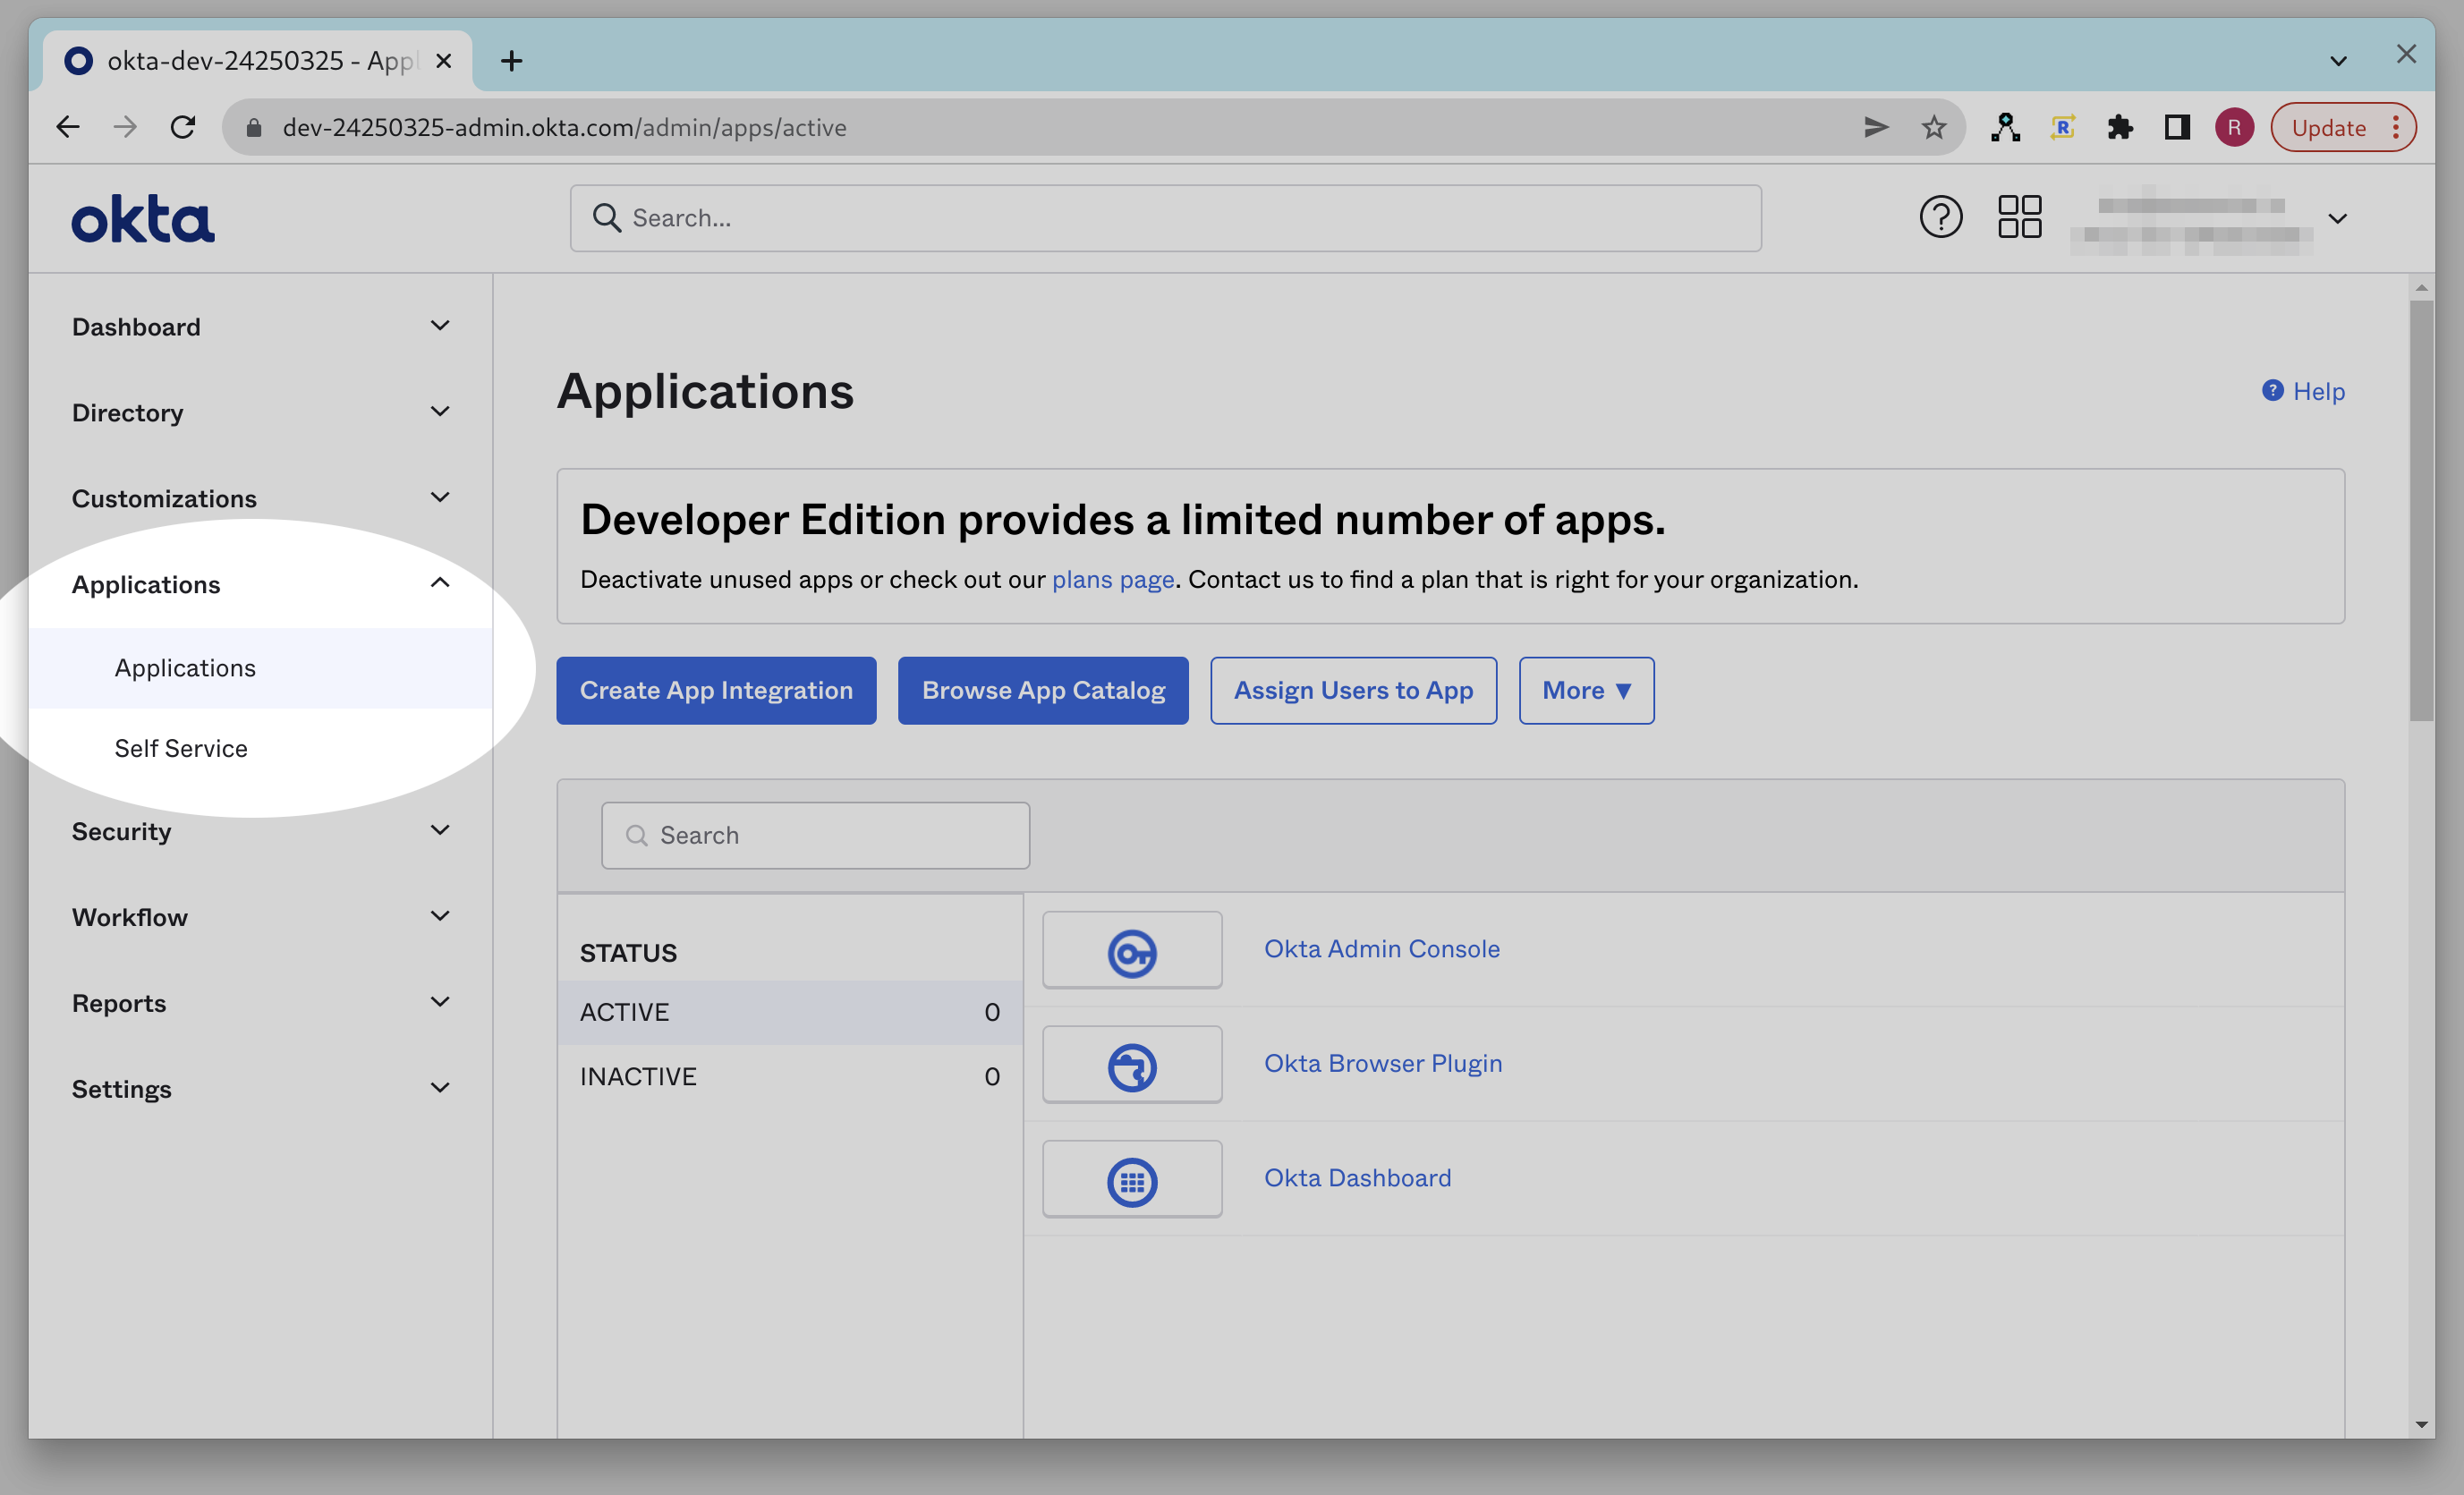 okta-dev-24250325 - Appl
dev-24250325-admin.okta.com/admin/apps/active
R
R
Update
okta
Search...
Dashboard
Directory
Customizations
Applications
Applications
Self Service
Security
Workflow
Reports
Settings
Applications
Help
Developer Edition provides a limited number of apps.
Deactivate unused apps or check out our plans page. Contact us to find a plan that is right for your organization.
Create App Integration
Browse App Catalog
Assign Users to App
More ▼
Search
STATUS
ACTIVE 0
INACTIVE 0
Okta Admin Console
Okta Browser Plugin
Okta Dashboard